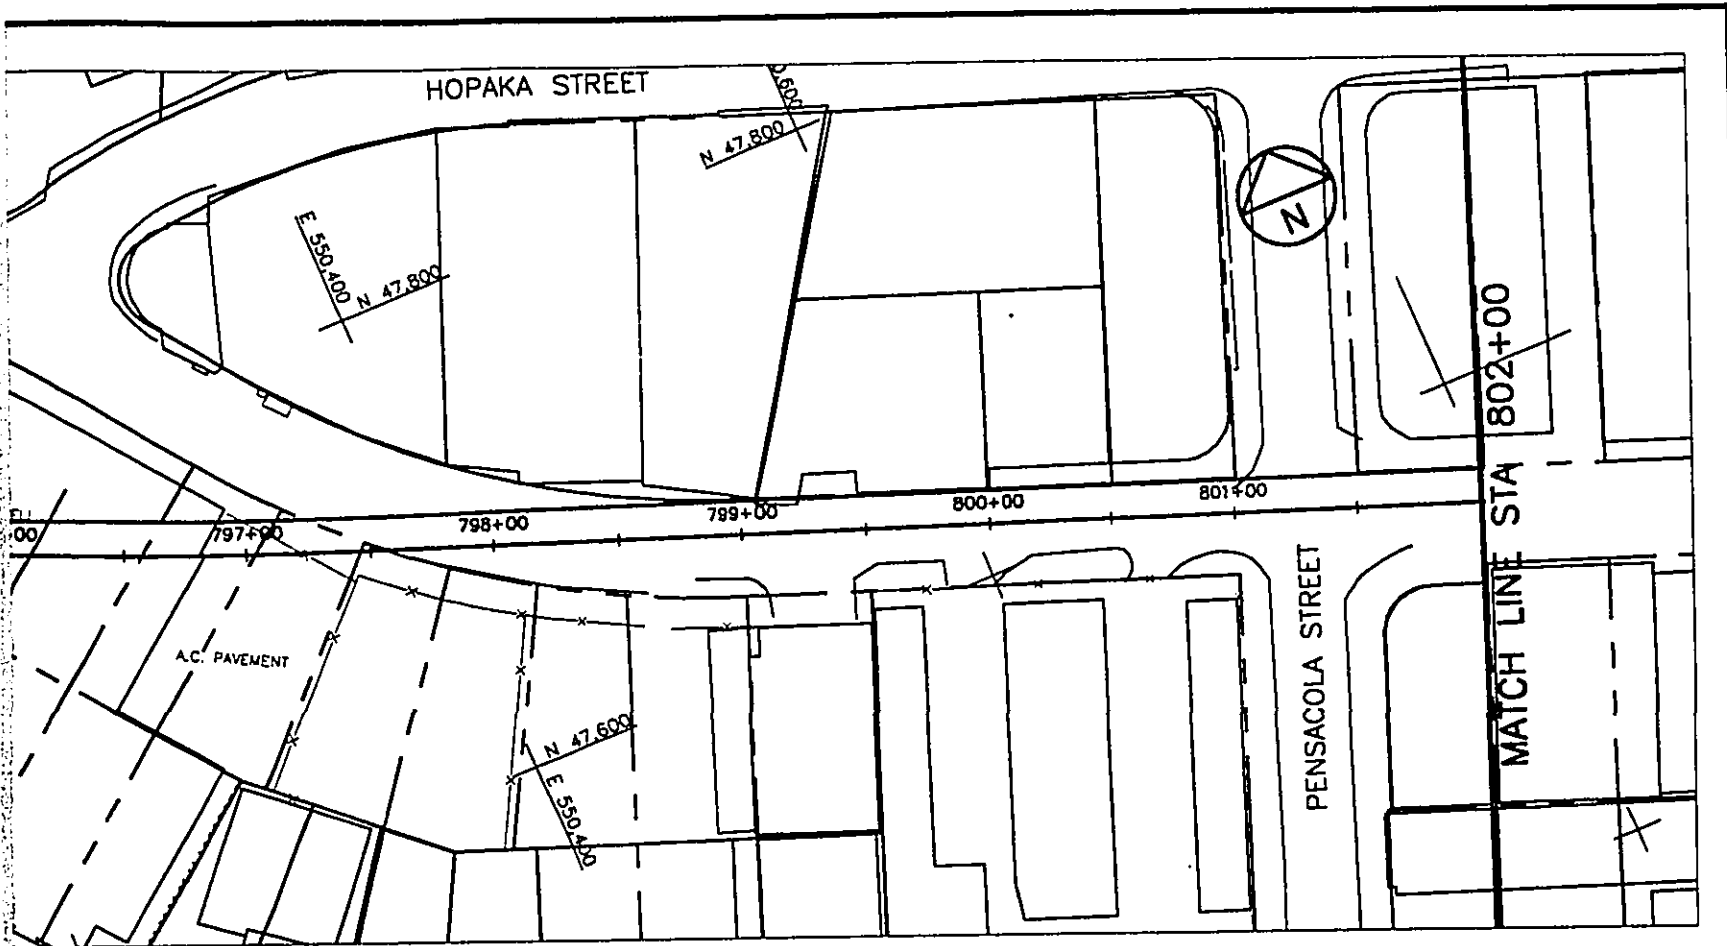 HOPAKA STREET
N 47,800
E 550,400
N 47,800
N
MATCH LINE STA 802+00
797+00
798+00
799+00
800+00
801+00
A.C. PAVEMENT
N 47,600
E 550,400
PENSACOLA STREET